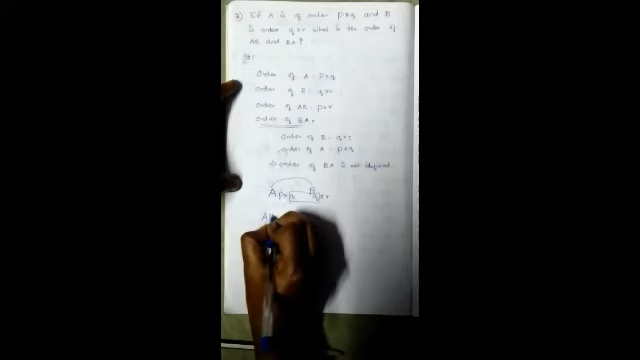 2) If A is of order p×q and B
is order q×r what is the order of
AB and BA?
Sol:
Order of A = p×q
Order of B = q×r
Order of AB = p×r
Order of BA.
Order of B = q×r
Order of A = p×q
⇒ Order of BA is not defined.
A p×q B q×r
AB